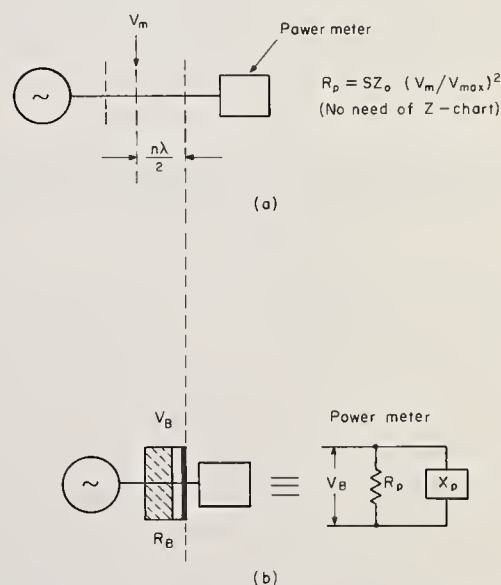 V_m
Power meter
~
R_p = SZ_o (V_m/V_max)²
(No need of Z-chart)
nλ/2
(a)
V_B
Power meter
~
≡
V_B
R_p
X_p
R_B
(b)